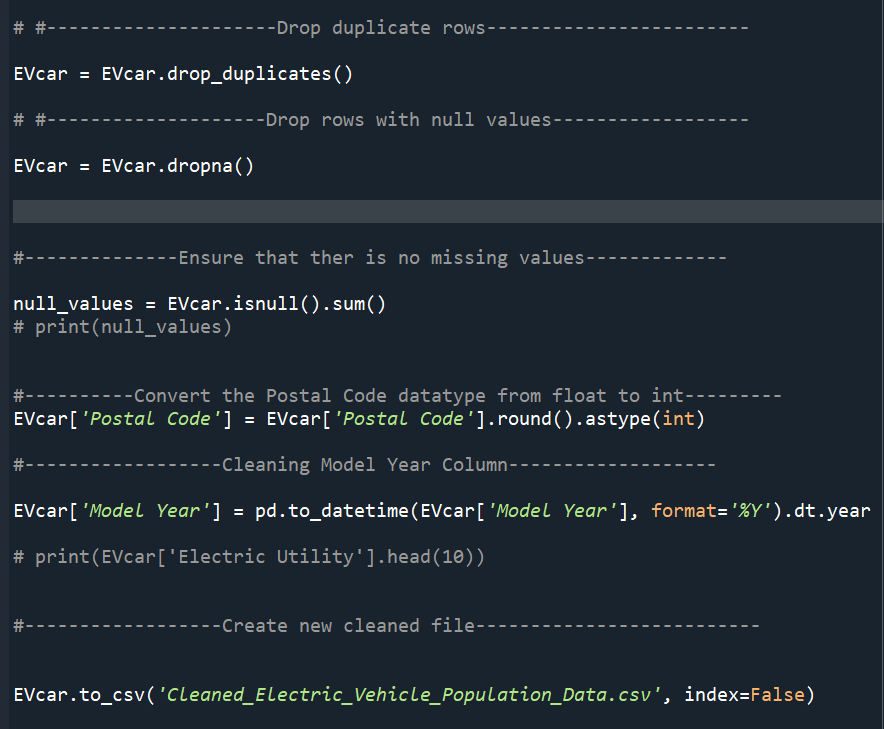 # #---------------------Drop duplicate rows------------------------
EVcar = EVcar.drop_duplicates()
# #--------------------Drop rows with null values------------------
EVcar = EVcar.dropna()
#--------------Ensure that ther is no missing values-------------
null_values = EVcar.isnull().sum()
# print(null_values)
#----------Convert the Postal Code datatype from float to int---------
EVcar['Postal Code'] = EVcar['Postal Code'].round().astype(int)
#------------------Cleaning Model Year Column-------------------
EVcar['Model Year'] = pd.to_datetime(EVcar['Model Year'], format='%Y').dt.year
# print(EVcar['Electric Utility'].head(10))
#------------------Create new cleaned file--------------------------
EVcar.to_csv('Cleaned_Electric_Vehicle_Population_Data.csv', index=False)